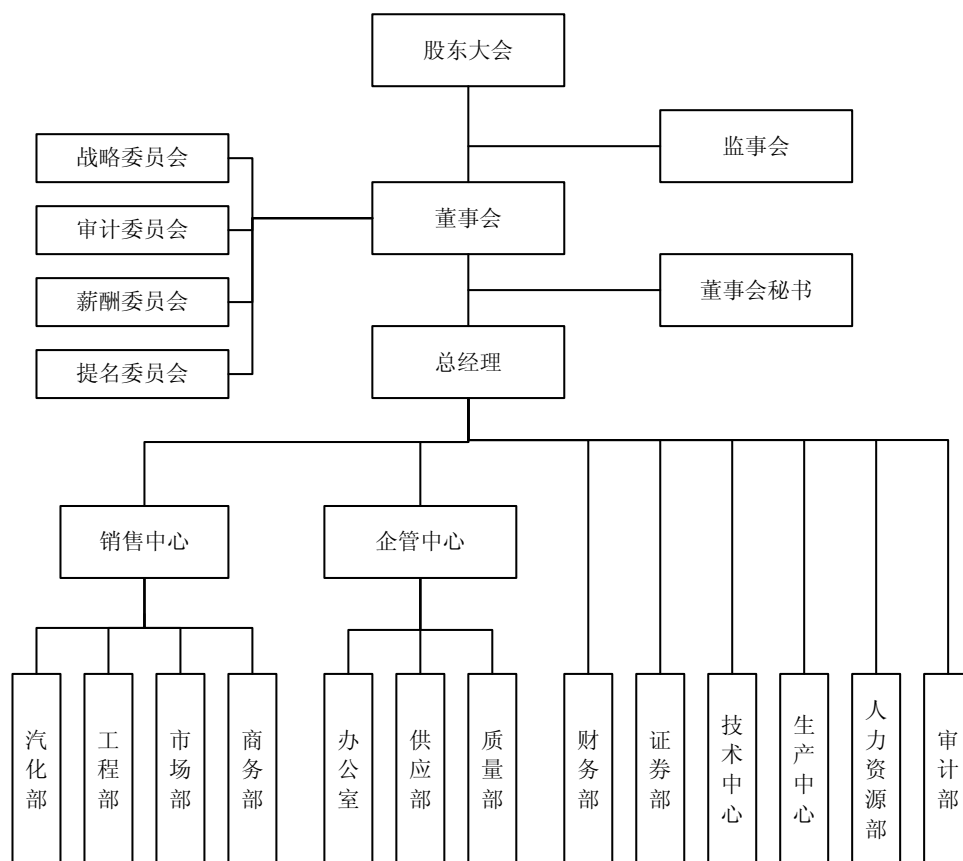 股东大会
监事会
战略委员会
审计委员会
董事会
薪酬委员会
董事会秘书
提名委员会
总经理
销售中心
企管中心
汽化部
工程部
市场部
商务部
办公室
供应部
质量部
财务部
证券部
技术中心
生产中心
人力资源部
审计部